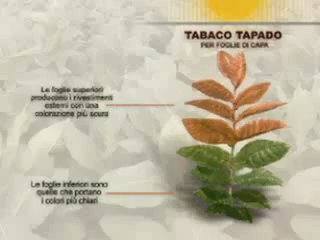 TABACO TAPADO
PER FOGLIE DI CAPA
Le foglie superiori
producono i rivestimenti
esterni con una
colorazione più scura
Le foglie inferiori sono
quelle che portano
i colori più chiari